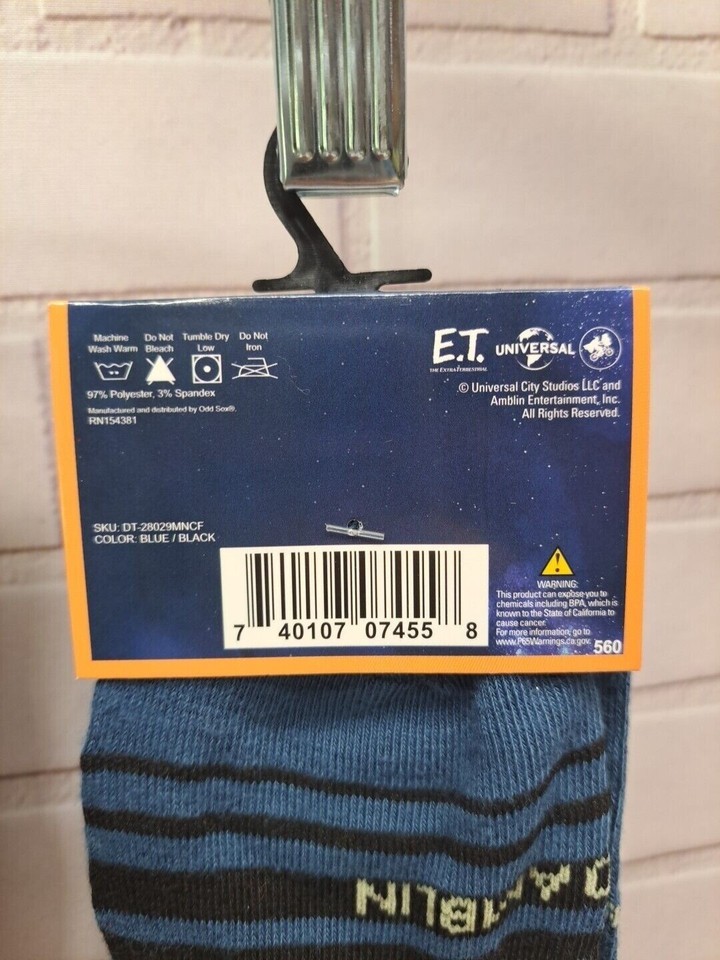 Machine Wash Warm
Do Not Bleach
Tumble Dry Low
Do Not Iron
97% Polyester, 3% Spandex
Manufactured and distributed by Odd Sox®.
RN154381
E.T.
THE EXTRA-TERRESTRIAL
UNIVERSAL
© Universal City Studios LLC and
Amblin Entertainment, Inc.
All Rights Reserved.
SKU: DT-28029MNCF
COLOR: BLUE / BLACK
7 40107 07455 8
WARNING:
This product can expose you to
chemicals including BPA, which is
known to the State of California to
cause cancer.
For more information, go to
www.P65Warnings.ca.gov.
560